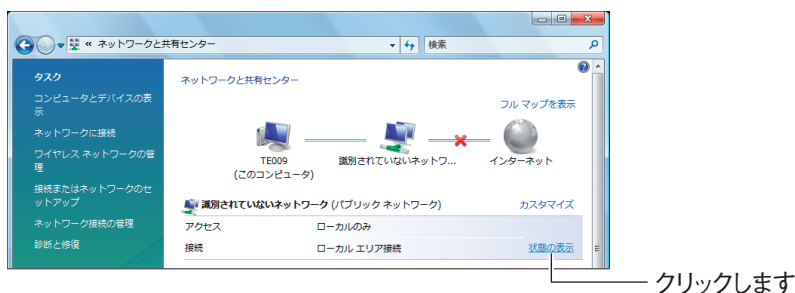 « ネットワークと共有センター
検索
タスク
コンピュータとデバイスの表
示
ネットワークに接続
ワイヤレス ネットワークの管
理
接続またはネットワークのセ
ットアップ
ネットワーク接続の管理
診断と修復
ネットワークと共有センター
フル マップを表示
TE009
(このコンピュータ)
識別されていないネットワ...
インターネット
識別されていないネットワーク (パブリック ネットワーク)
カスタマイズ
アクセス
ローカルのみ
接続
ローカル エリア接続
状態の表示
クリックします